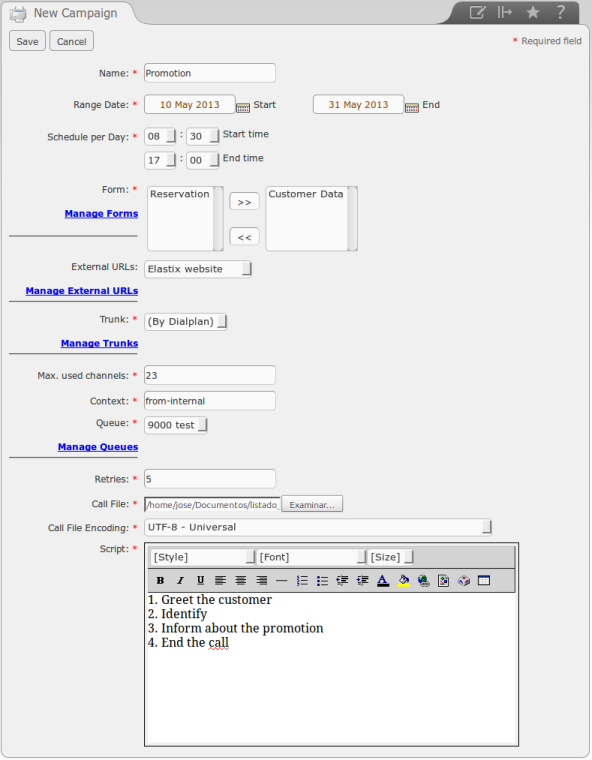 New Campaign
?
Save Cancel * Required field
Name: * Promotion
Range Date: * 10 May 2013 Start 31 May 2013 End
Schedule per Day: * 08 : 30 Start time
17 : 00 End time
Form: * Reservation >> Customer Data
Manage Forms
<<
External URLs: Elastix website
Manage External URLs
Trunk: * (By Dialplan)
Manage Trunks
Max. used channels: * 23
Context: * from-internal
Queue: * 9000 test
Manage Queues
Retries: * 5
Call File: * /home/jose/Documentos/listado_ Examinar...
Call File Encoding: * UTF-8 - Universal
Script: * [Style] [Font] [Size]
B I U A
1. Greet the customer
2. Identify
3. Inform about the promotion
4. End the call